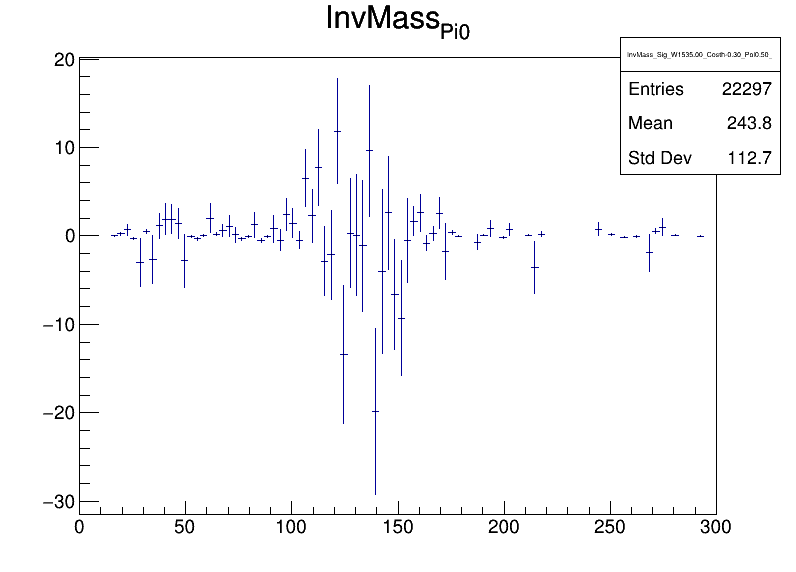 InvMass_Pi0
InvMass_Sig_W1535.00_Costh-0.30_Pol0.50_
Entries 22297
Mean 243.8
Std Dev 112.7
20
10
0
−10
−20
−30
0 50 100 150 200 250 300